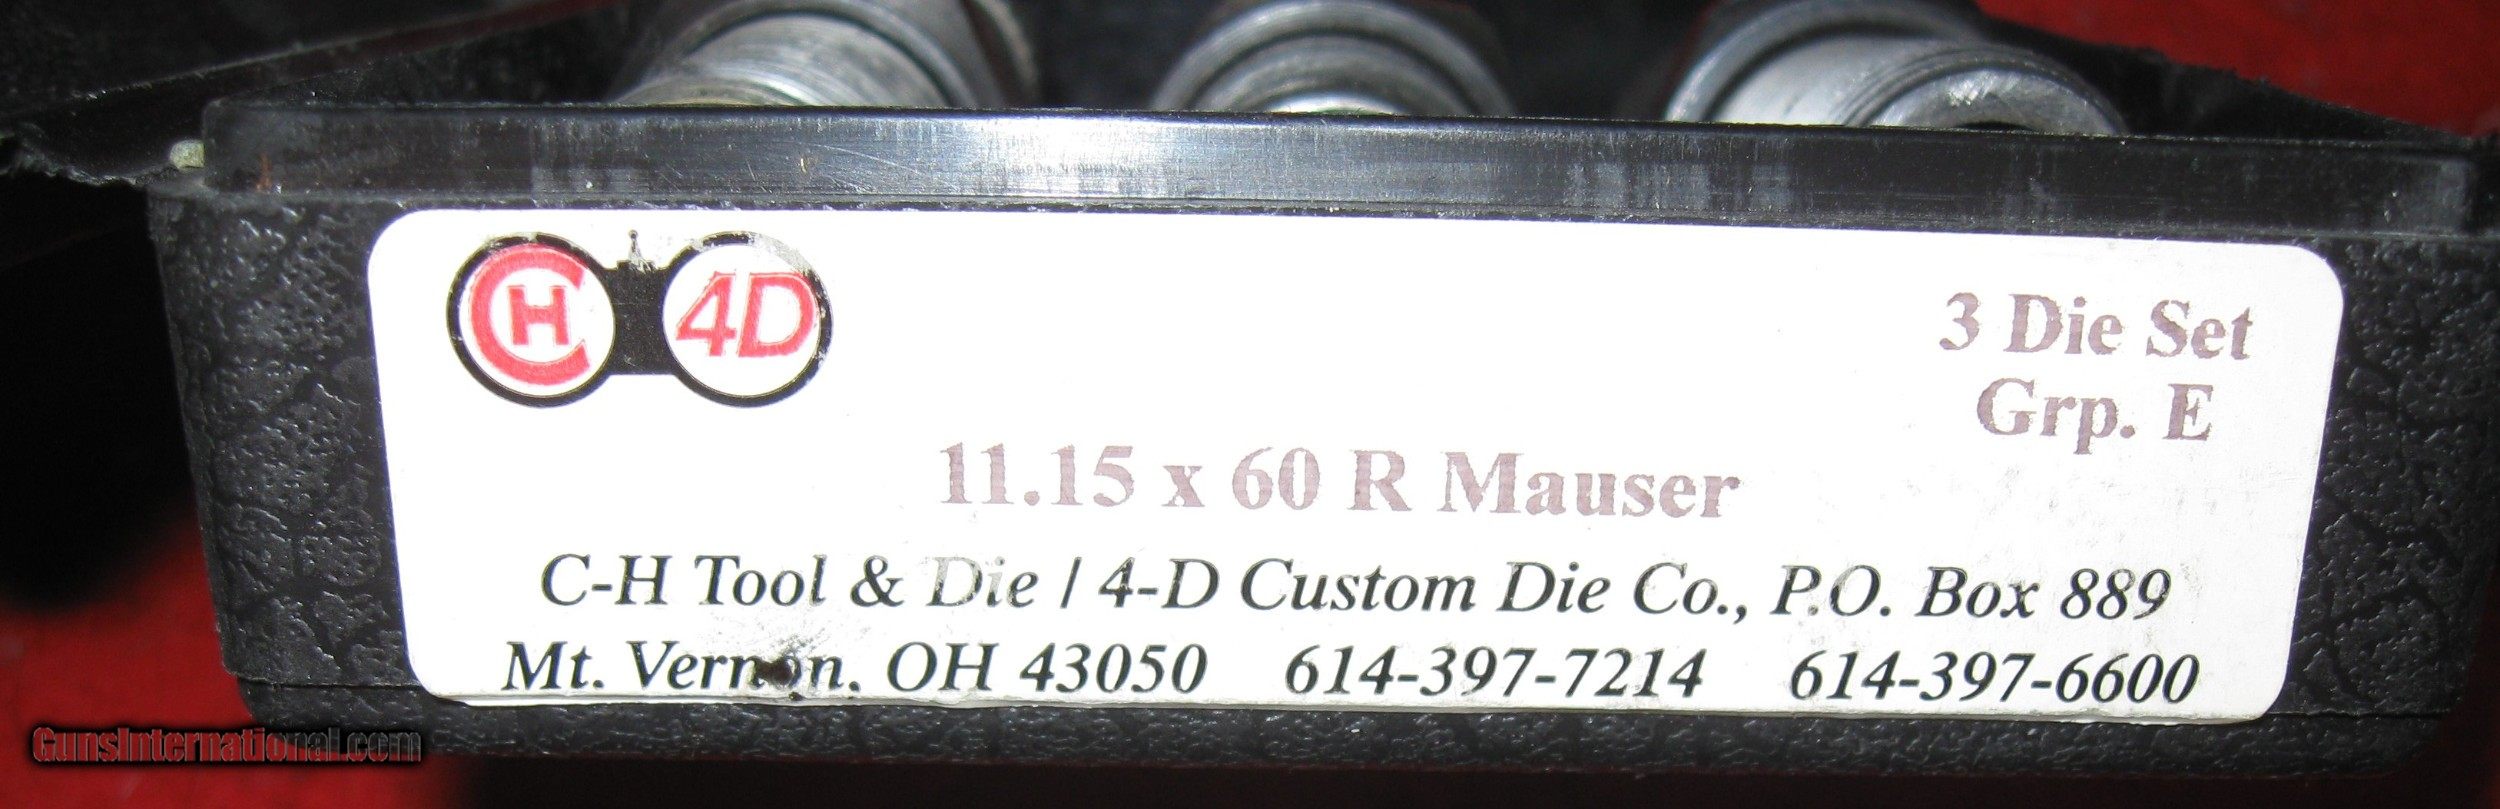 CH 4D
3 Die Set
Grp. E
11.15 x 60 R Mauser
C-H Tool & Die / 4-D Custom Die Co., P.O. Box 889
Mt. Vernon, OH 43050 614-397-7214 614-397-6600
GunsInternational.com